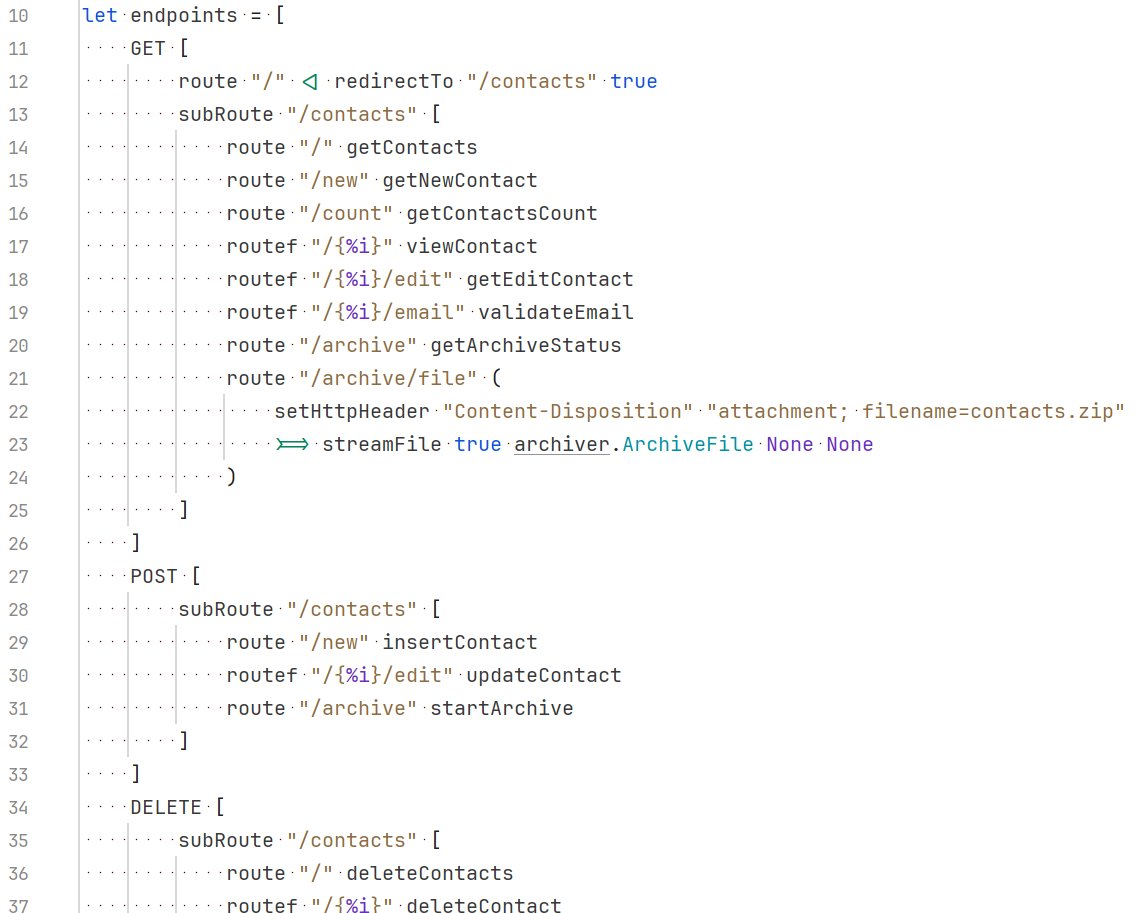 10 let endpoints = [
11     GET [
12         route "/" <| redirectTo "/contacts" true
13         subRoute "/contacts" [
14             route "/" getContacts
15             route "/new" getNewContact
16             route "/count" getContactsCount
17             routef "/{%i}" viewContact
18             routef "/{%i}/edit" getEditContact
19             routef "/{%i}/email" validateEmail
20             route "/archive" getArchiveStatus
21             route "/archive/file" (
22                 setHttpHeader "Content-Disposition" "attachment; filename=contacts.zip"
23                 >=> streamFile true archiver.ArchiveFile None None
24             )
25         ]
26     ]
27     POST [
28         subRoute "/contacts" [
29             route "/new" insertContact
30             routef "/{%i}/edit" updateContact
31             route "/archive" startArchive
32         ]
33     ]
34     DELETE [
35         subRoute "/contacts" [
36             route "/" deleteContacts
37             routef "/{%i}" deleteContact